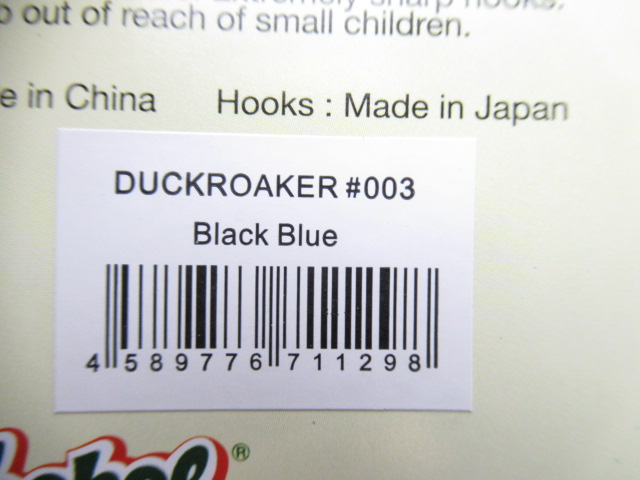 out of reach of small children.
in China Hooks : Made in Japan
DUCKROAKER #003
Black Blue
4 589776 711298
®